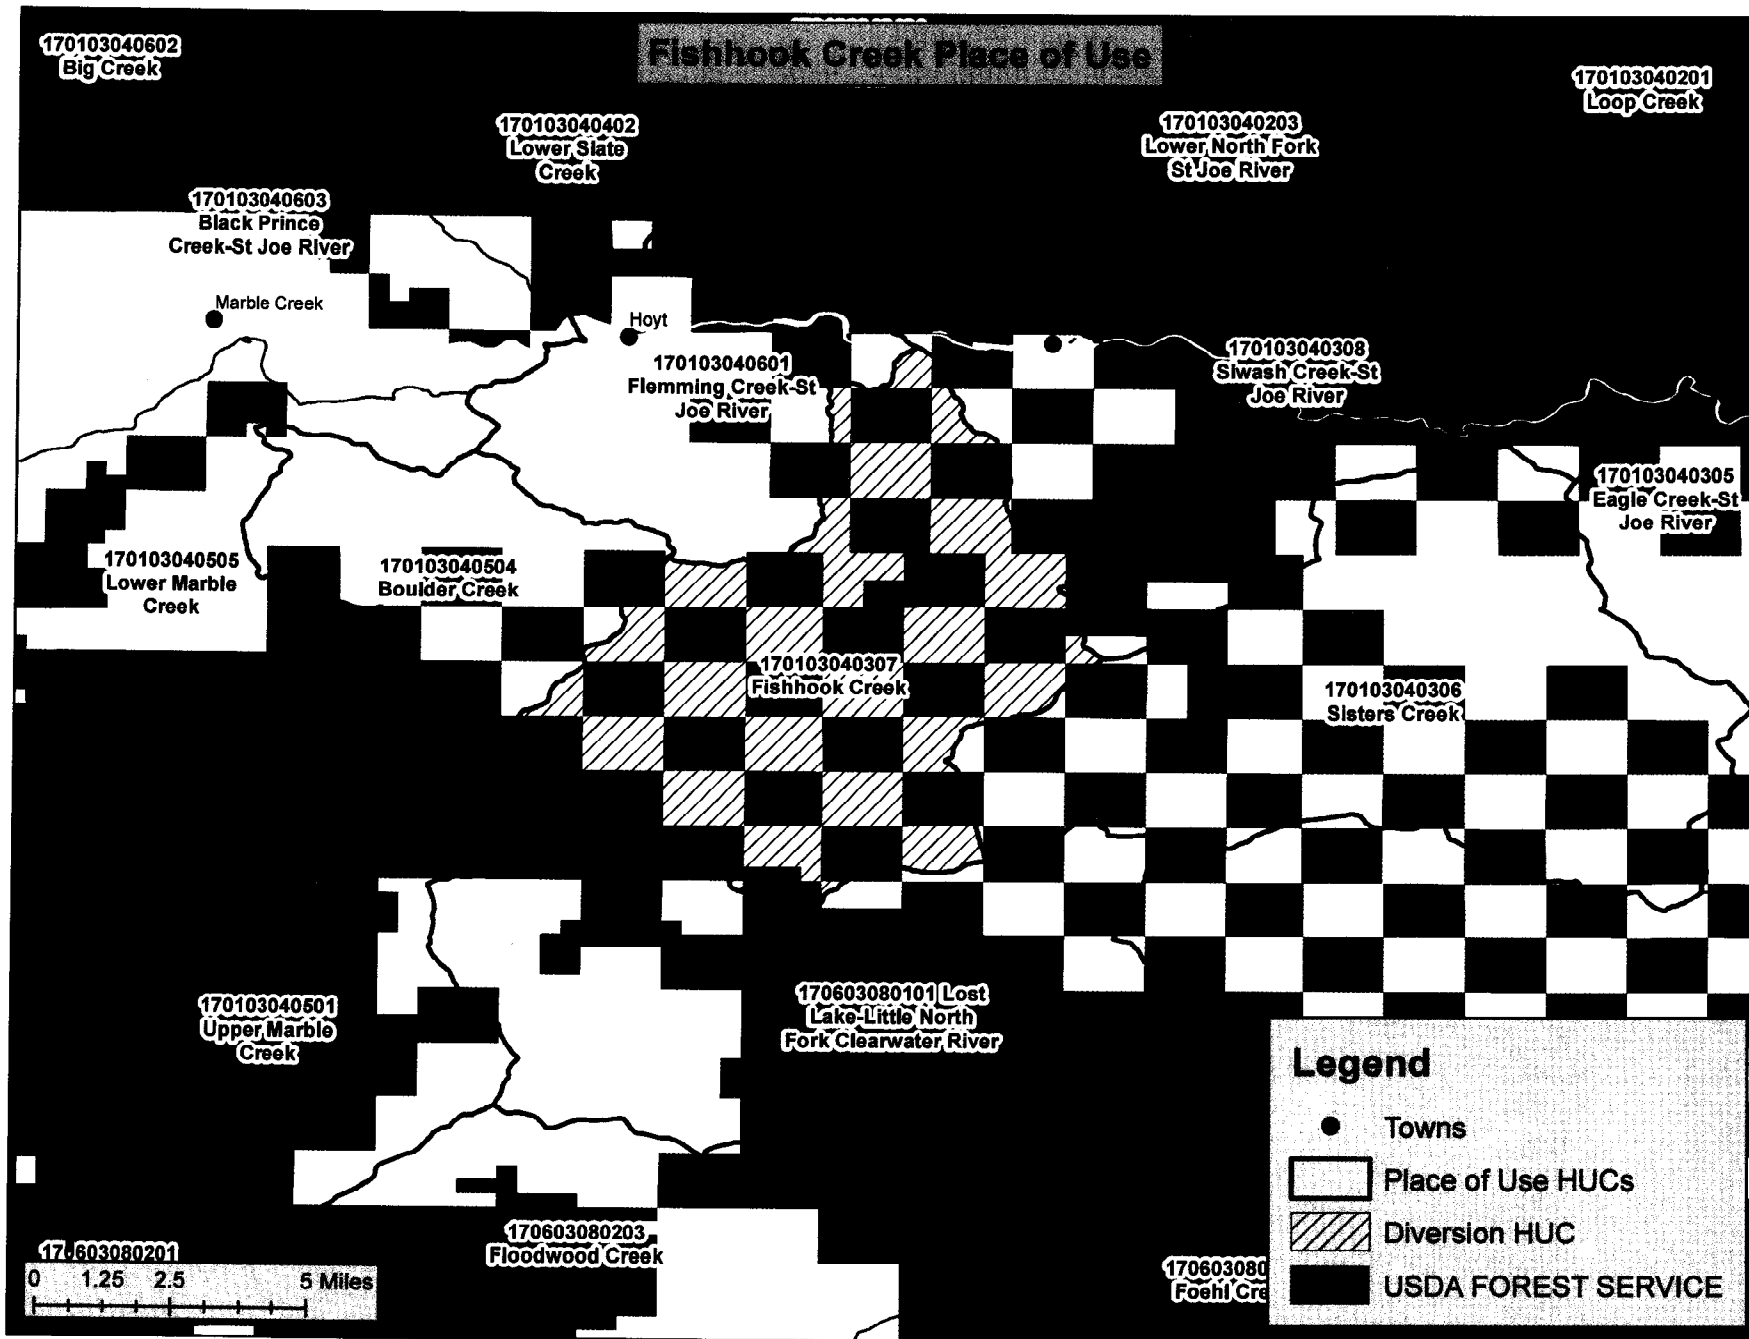 Fishhook Creek Place of Use
170103040602
Big Creek
170103040201
Loop Creek
170103040402
Lower Slate
Creek
170103040203
Lower North Fork
St Joe River
170103040603
Black Prince
Creek-St Joe River
Marble Creek
Hoyt
170103040601
Flemming Creek-St
Joe River
170103040308
Siwash Creek-St
Joe River
170103040305
Eagle Creek-St
Joe River
170103040505
Lower Marble
Creek
170103040504
Boulder Creek
170103040307
Fishhook Creek
170103040306
Sisters Creek
170103040501
Upper Marble
Creek
170603080101 Lost
Lake-Little North
Fork Clearwater River
170603080203
Floodwood Creek
170603080201
170603080
Foehl Cre
0 1.25 2.5 5 Miles
Legend
Towns
Place of Use HUCs
Diversion HUC
USDA FOREST SERVICE